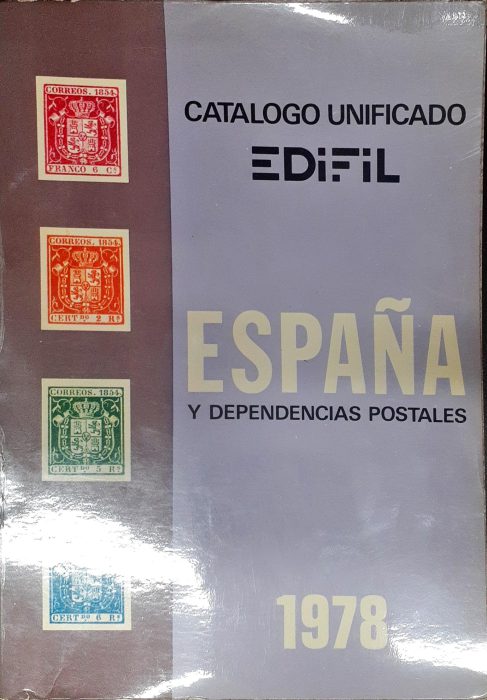 CORREOS. 1854.
FRANCO 6 Cs
CORREOS. 1854.
CERTdo 2 Rs
CORREOS. 1854.
CERTdo 5 Rs
CERTdo 6 Rs
CATALOGO UNIFICADO
EDiFiL
ESPAÑA
Y DEPENDENCIAS POSTALES
1978